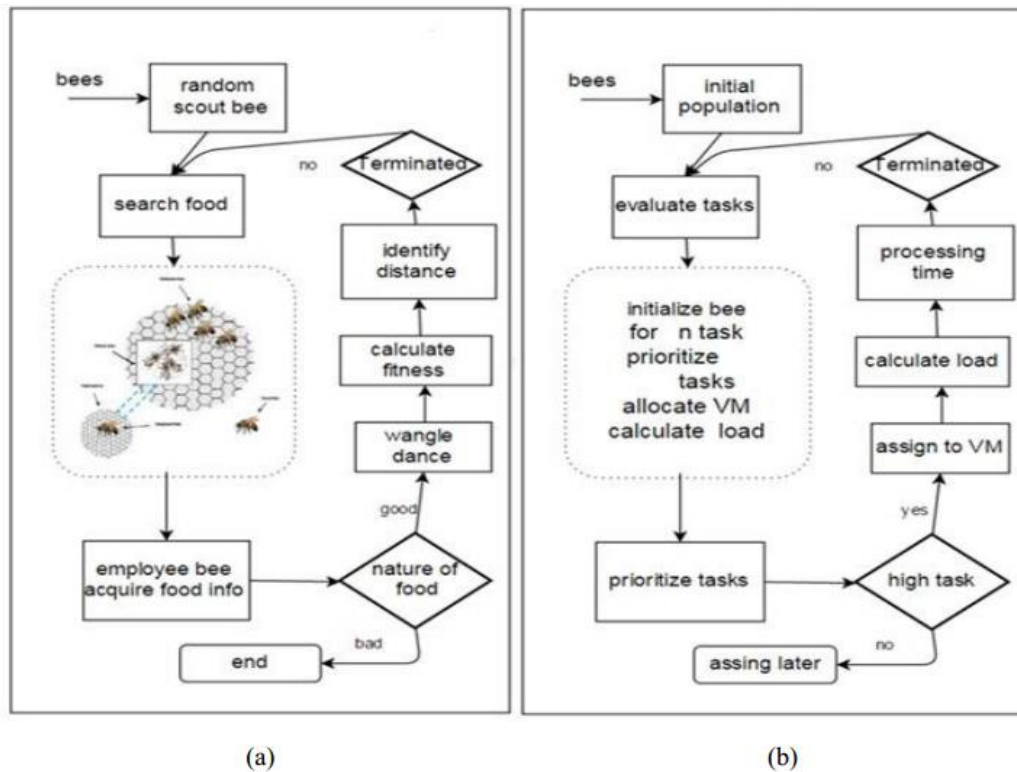 bees
random
scout bee
no
Terminated
search food
identify
distance
calculate
fitness
wangle
dance
good
employee bee
acquire food info
nature of
food
bad
end
(a)
bees
initial
population
no
Terminated
evaluate tasks
processing
time
initialize bee
for n task
prioritize
tasks
allocate VM
calculate load
calculate load
assign to VM
yes
prioritize tasks
high task
no
assing later
(b)